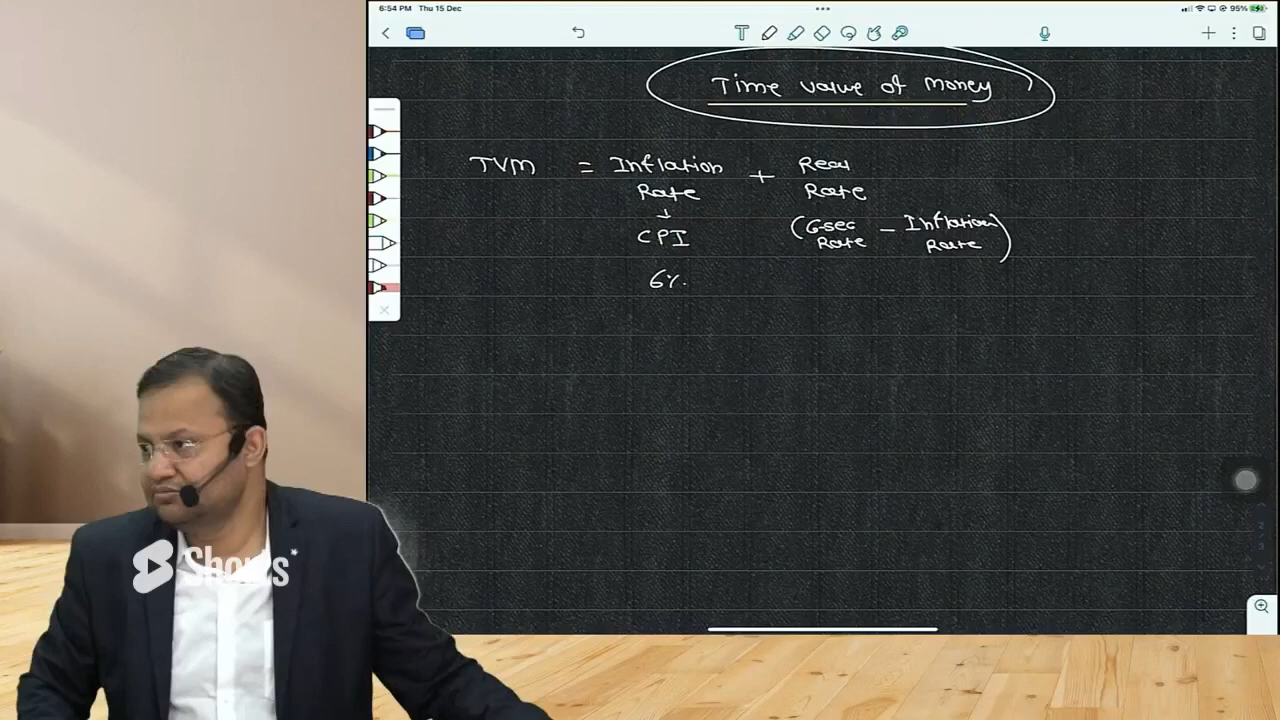 6:54 PM Thu 15 Dec
95%
Time value of money
TVM = Inflation Rate + Real Rate
CPI (G-sec Rate - Inflation Rate)
6%.
Shorts